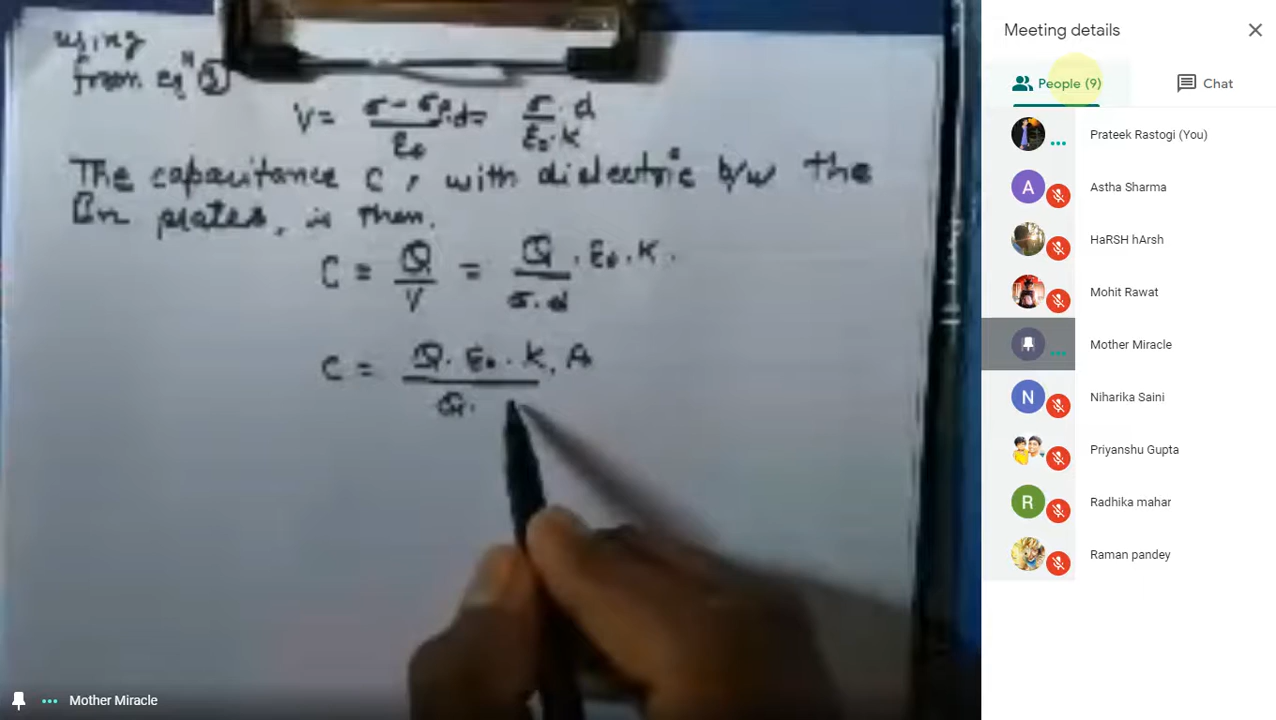 using
from eqⁿ ③
V = σ - σₚ.d/ε₀ = σ.d/ε₀.K
The capacitance C, with dielectric b/w the
plates, is then.
C = Q/V = Q/σ.d . ε₀.K.
C = Q.ε₀.K.A/Q.
Mother Miracle
Meeting details
People (9)
Chat
Prateek Rastogi (You)
Astha Sharma
HaRSH hArsh
Mohit Rawat
Mother Miracle
Niharika Saini
Priyanshu Gupta
Radhika mahar
Raman pandey
A
N
R